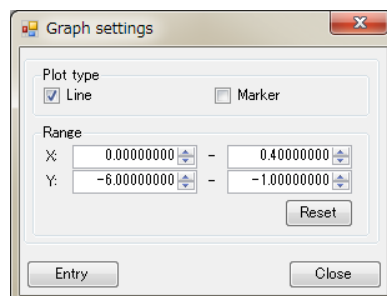 Graph settings
Plot type
Line Marker
Range
X: 0.00000000 - 0.40000000
Y: -6.00000000 - -1.00000000
Reset
Entry Close